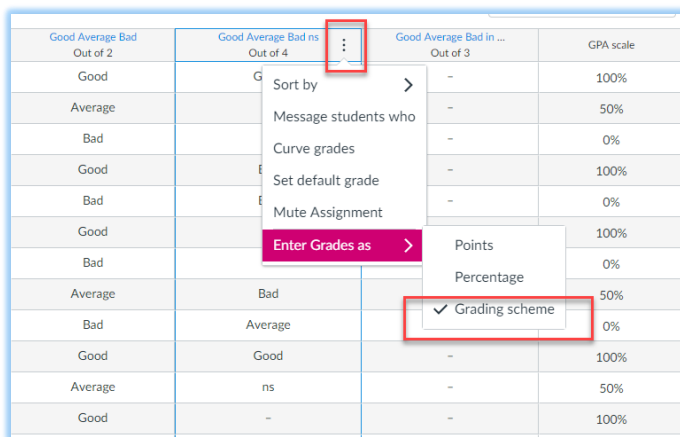 Good Average Bad Good Average Bad ns Good Average Bad in ... GPA scale
Out of 2 Out of 4 Out of 3
Good – 100%
Sort by
Average – 50%
Message students who
Bad – 0%
Curve grades
Good – 100%
Set default grade
Bad – 0%
Mute Assignment
Good 100%
Enter Grades as Points
Bad 0%
Percentage
Average Bad 50%
Grading scheme
Bad Average 0%
Good Good – 100%
Average ns – 50%
Good – – 100%